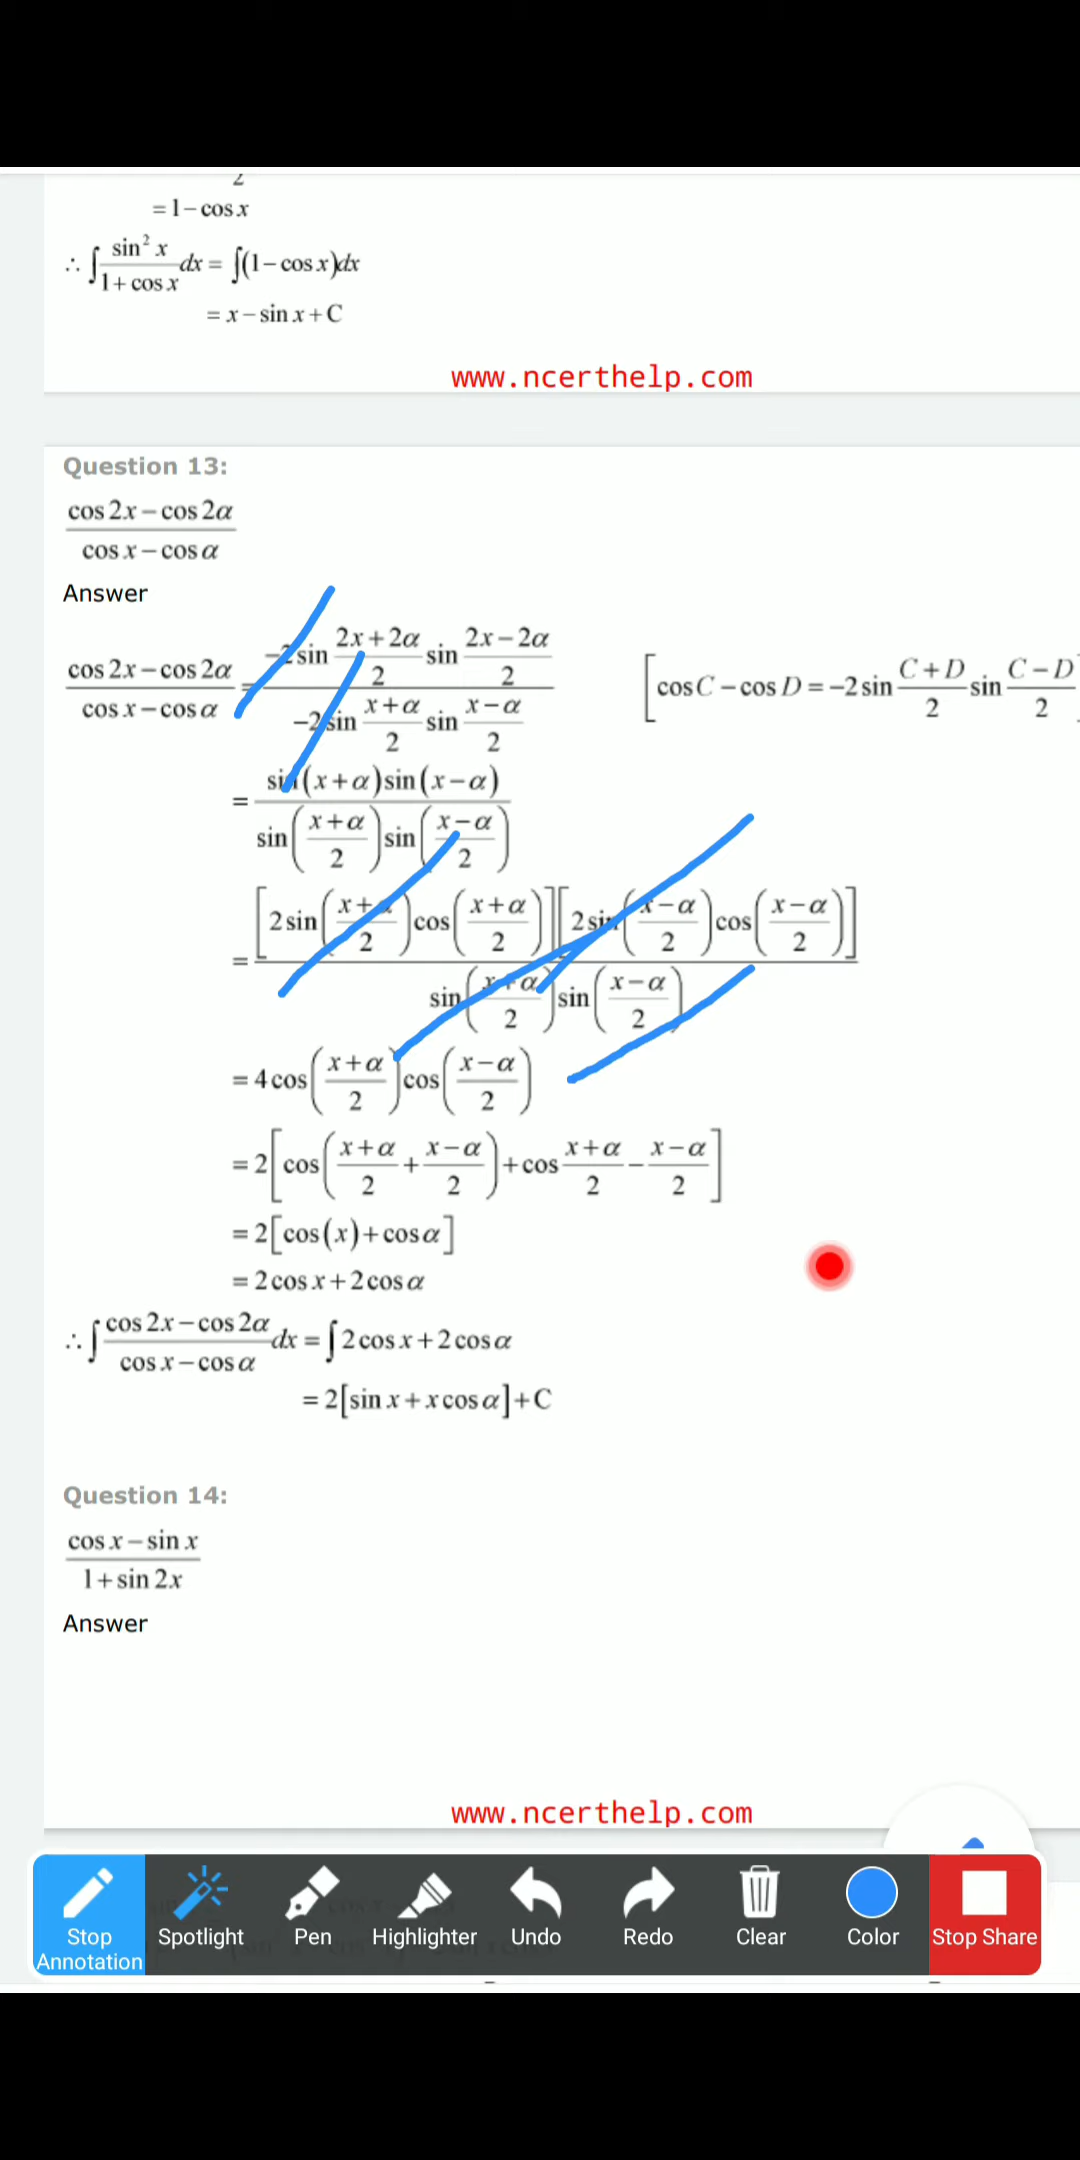 2
= 1 − cos x
∴ ∫ sin² x / 1 + cos x dx = ∫(1 − cos x)dx
= x − sin x + C
www.ncerthelp.com
Question 13:
cos 2x − cos 2α / cos x − cos α
Answer
cos 2x − cos 2α / cos x − cos α = −2 sin 2x + 2α / 2 sin 2x − 2α / 2 / −2 sin x + α / 2 sin x − α / 2 [cos C − cos D = −2 sin C + D / 2 sin C − D / 2]
= sin(x + α) sin(x − α) / sin(x + α / 2) sin(x − α / 2)
= [2 sin(x + α / 2) cos(x + α / 2)][2 sin(x − α / 2) cos(x − α / 2)] / sin(x + α / 2) sin(x − α / 2)
= 4 cos(x + α / 2) cos(x − α / 2)
= 2[cos(x + α / 2 + x − α / 2) + cos x + α / 2 − x − α / 2]
= 2[cos(x) + cos α]
= 2 cos x + 2 cos α
∴ ∫ cos 2x − cos 2α / cos x − cos α dx = ∫ 2 cos x + 2 cos α
= 2[sin x + x cos α] + C
Question 14:
cos x − sin x / 1 + sin 2x
Answer
www.ncerthelp.com
Stop Annotation
Spotlight
Pen
Highlighter
Undo
Redo
Clear
Color
Stop Share